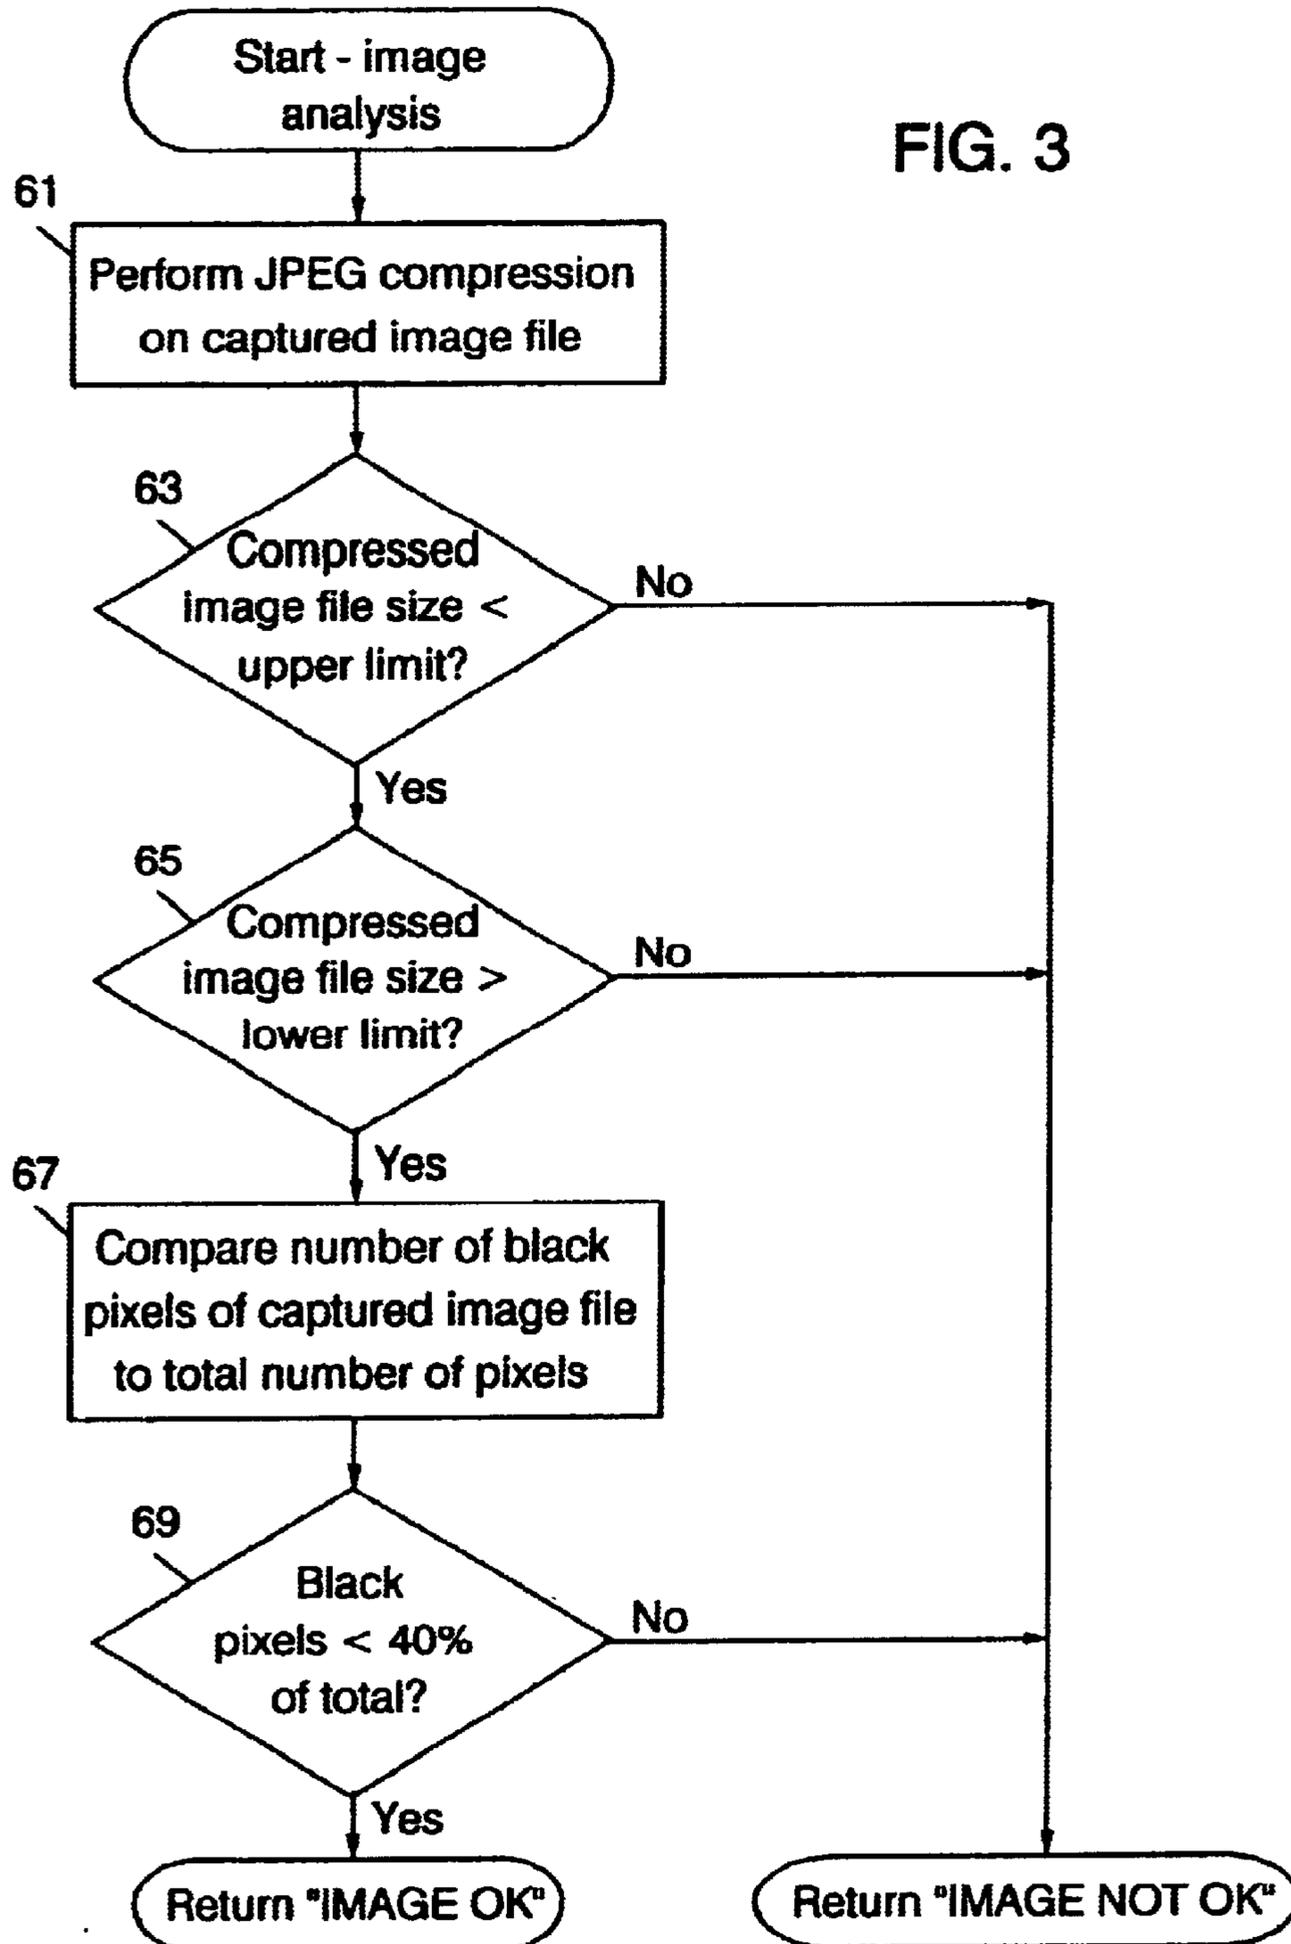 Start - image
analysis
FIG. 3
61
Perform JPEG compression
on captured image file
63
Compressed
image file size <
upper limit?
No
Yes
65
Compressed
image file size >
lower limit?
No
Yes
67
Compare number of black
pixels of captured image file
to total number of pixels
69
Black
pixels < 40%
of total?
No
Yes
Return "IMAGE OK"
Return "IMAGE NOT OK"